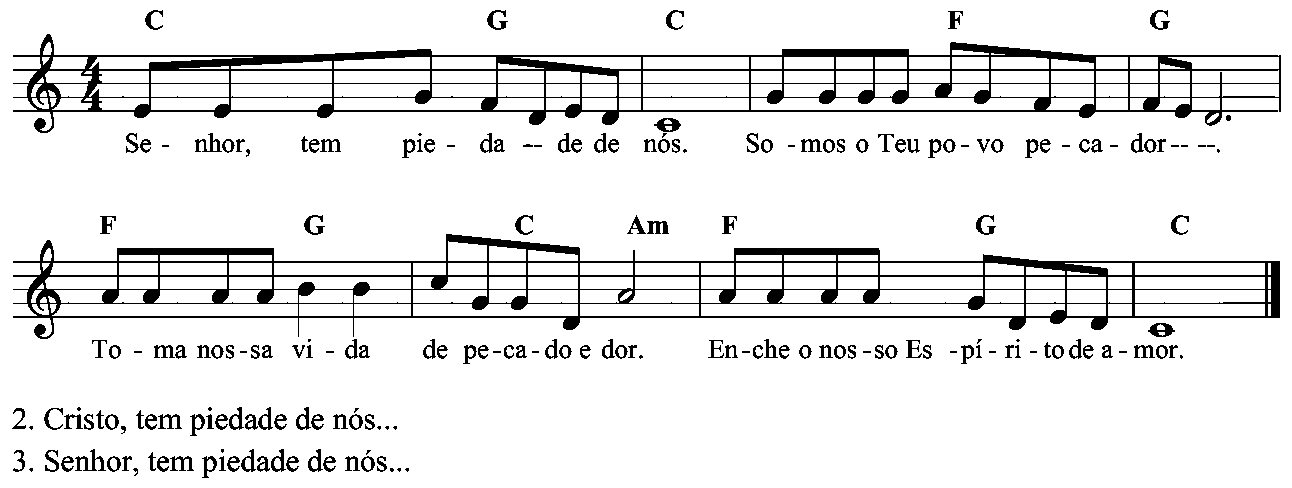 C G C F G
4
4
Se - nhor, tem pie - da -- de de nós. So - mos o Teu po - vo pe - ca - dor-- --.
F G C Am F G C
To - ma nos - sa vi - da de pe - ca - do e dor. En - che o nos - so Es - pí - ri - to de a - mor.
2. Cristo, tem piedade de nós...
3. Senhor, tem piedade de nós...